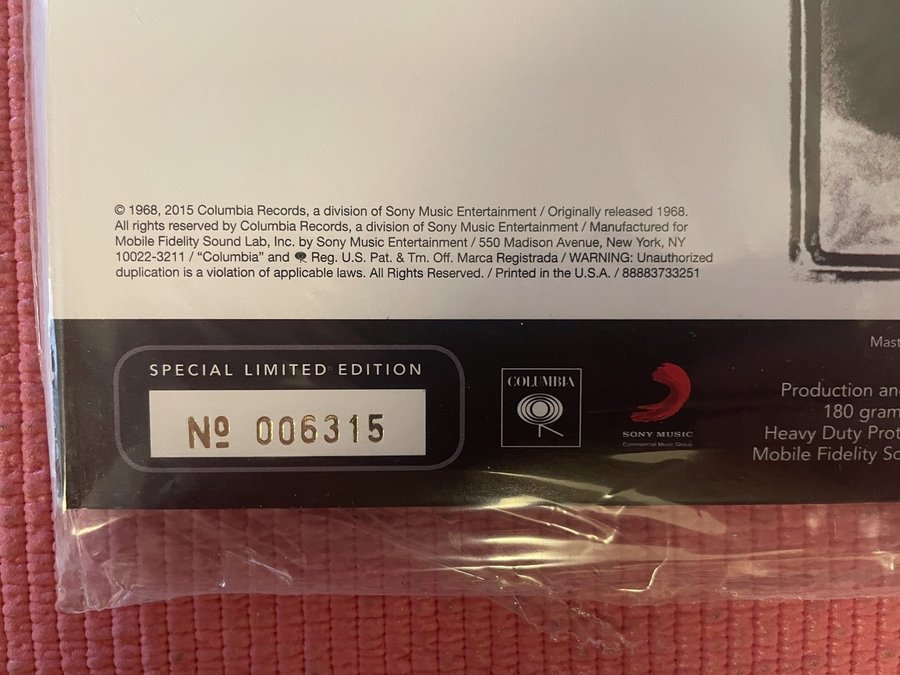 © 1968, 2015 Columbia Records, a division of Sony Music Entertainment / Originally released 1968.
All rights reserved by Columbia Records, a division of Sony Music Entertainment / Manufactured for
Mobile Fidelity Sound Lab, Inc. by Sony Music Entertainment / 550 Madison Avenue, New York, NY
10022-3211 / “Columbia” and Reg. U.S. Pat. & Tm. Off. Marca Registrada / WARNING: Unauthorized
duplication is a violation of applicable laws. All Rights Reserved. / Printed in the U.S.A. / 88883733251
SPECIAL LIMITED EDITION
Nº 006315
COLUMBIA
SONY MUSIC
Commercial Music Group
Mast
Production an
180 gram
Heavy Duty Prot
Mobile Fidelity So